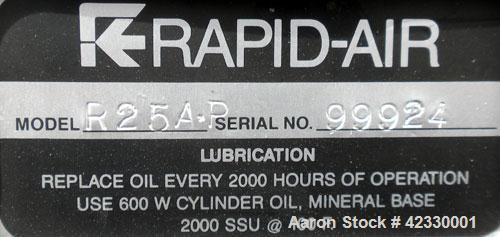 RAPID-AIR
MODEL R25A-P SERIAL NO. 99924
LUBRICATION
REPLACE OIL EVERY 2000 HOURS OF OPERATION
USE 600 W CYLINDER OIL, MINERAL BASE
2000 SSU @ F
Aaron Stock # 42330001